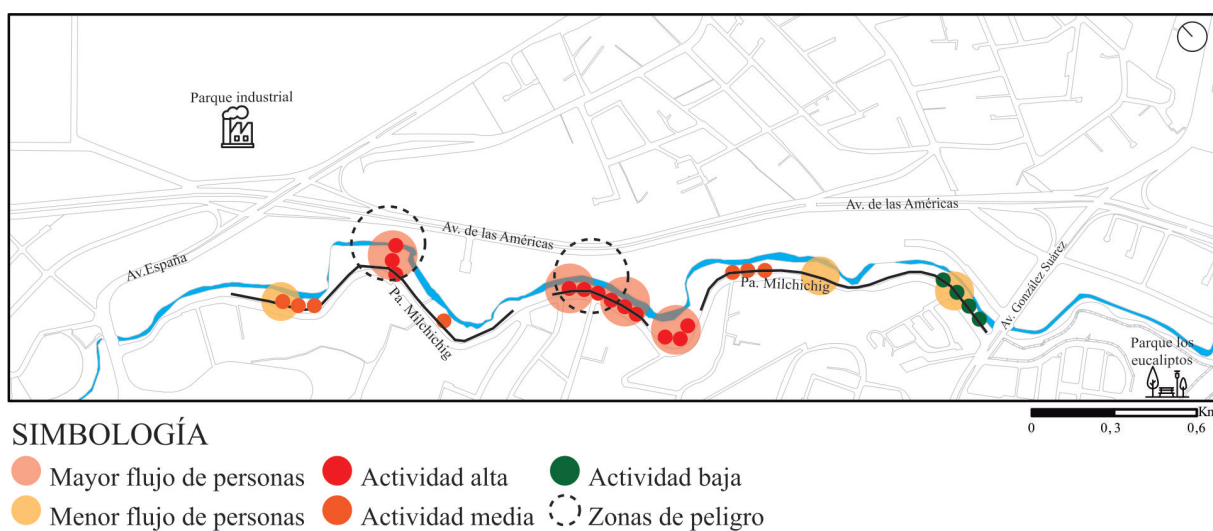 Parque industrial
Av. de las Américas
Av. de las Américas
Av.España
Av. González Suárez
Pa. Milchichig
Pa. Milchichig
Parque los
eucaliptos
Km
0 0,3 0,6
SIMBOLOGÍA
Mayor flujo de personas Actividad alta Actividad baja
Menor flujo de personas Actividad media Zonas de peligro